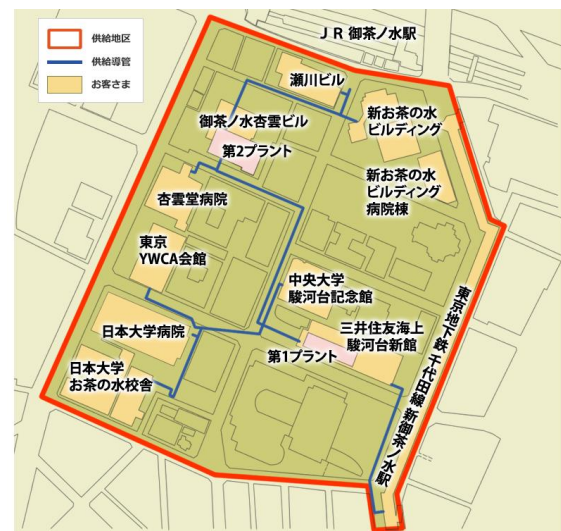 供給地区
供給導管
お客さま
JR 御茶ノ水駅
瀬川ビル
御茶ノ水杏雲ビル
第2プラント
新お茶の水
ビルディング
新お茶の水
ビルディング
病院棟
杏雲堂病院
東京
YWCA会館
中央大学
駿河台記念館
日本大学病院
第1プラント
三井住友海上
駿河台新館
日本大学
お茶の水校舎
東京地下鉄 千代田線 新御茶ノ水駅